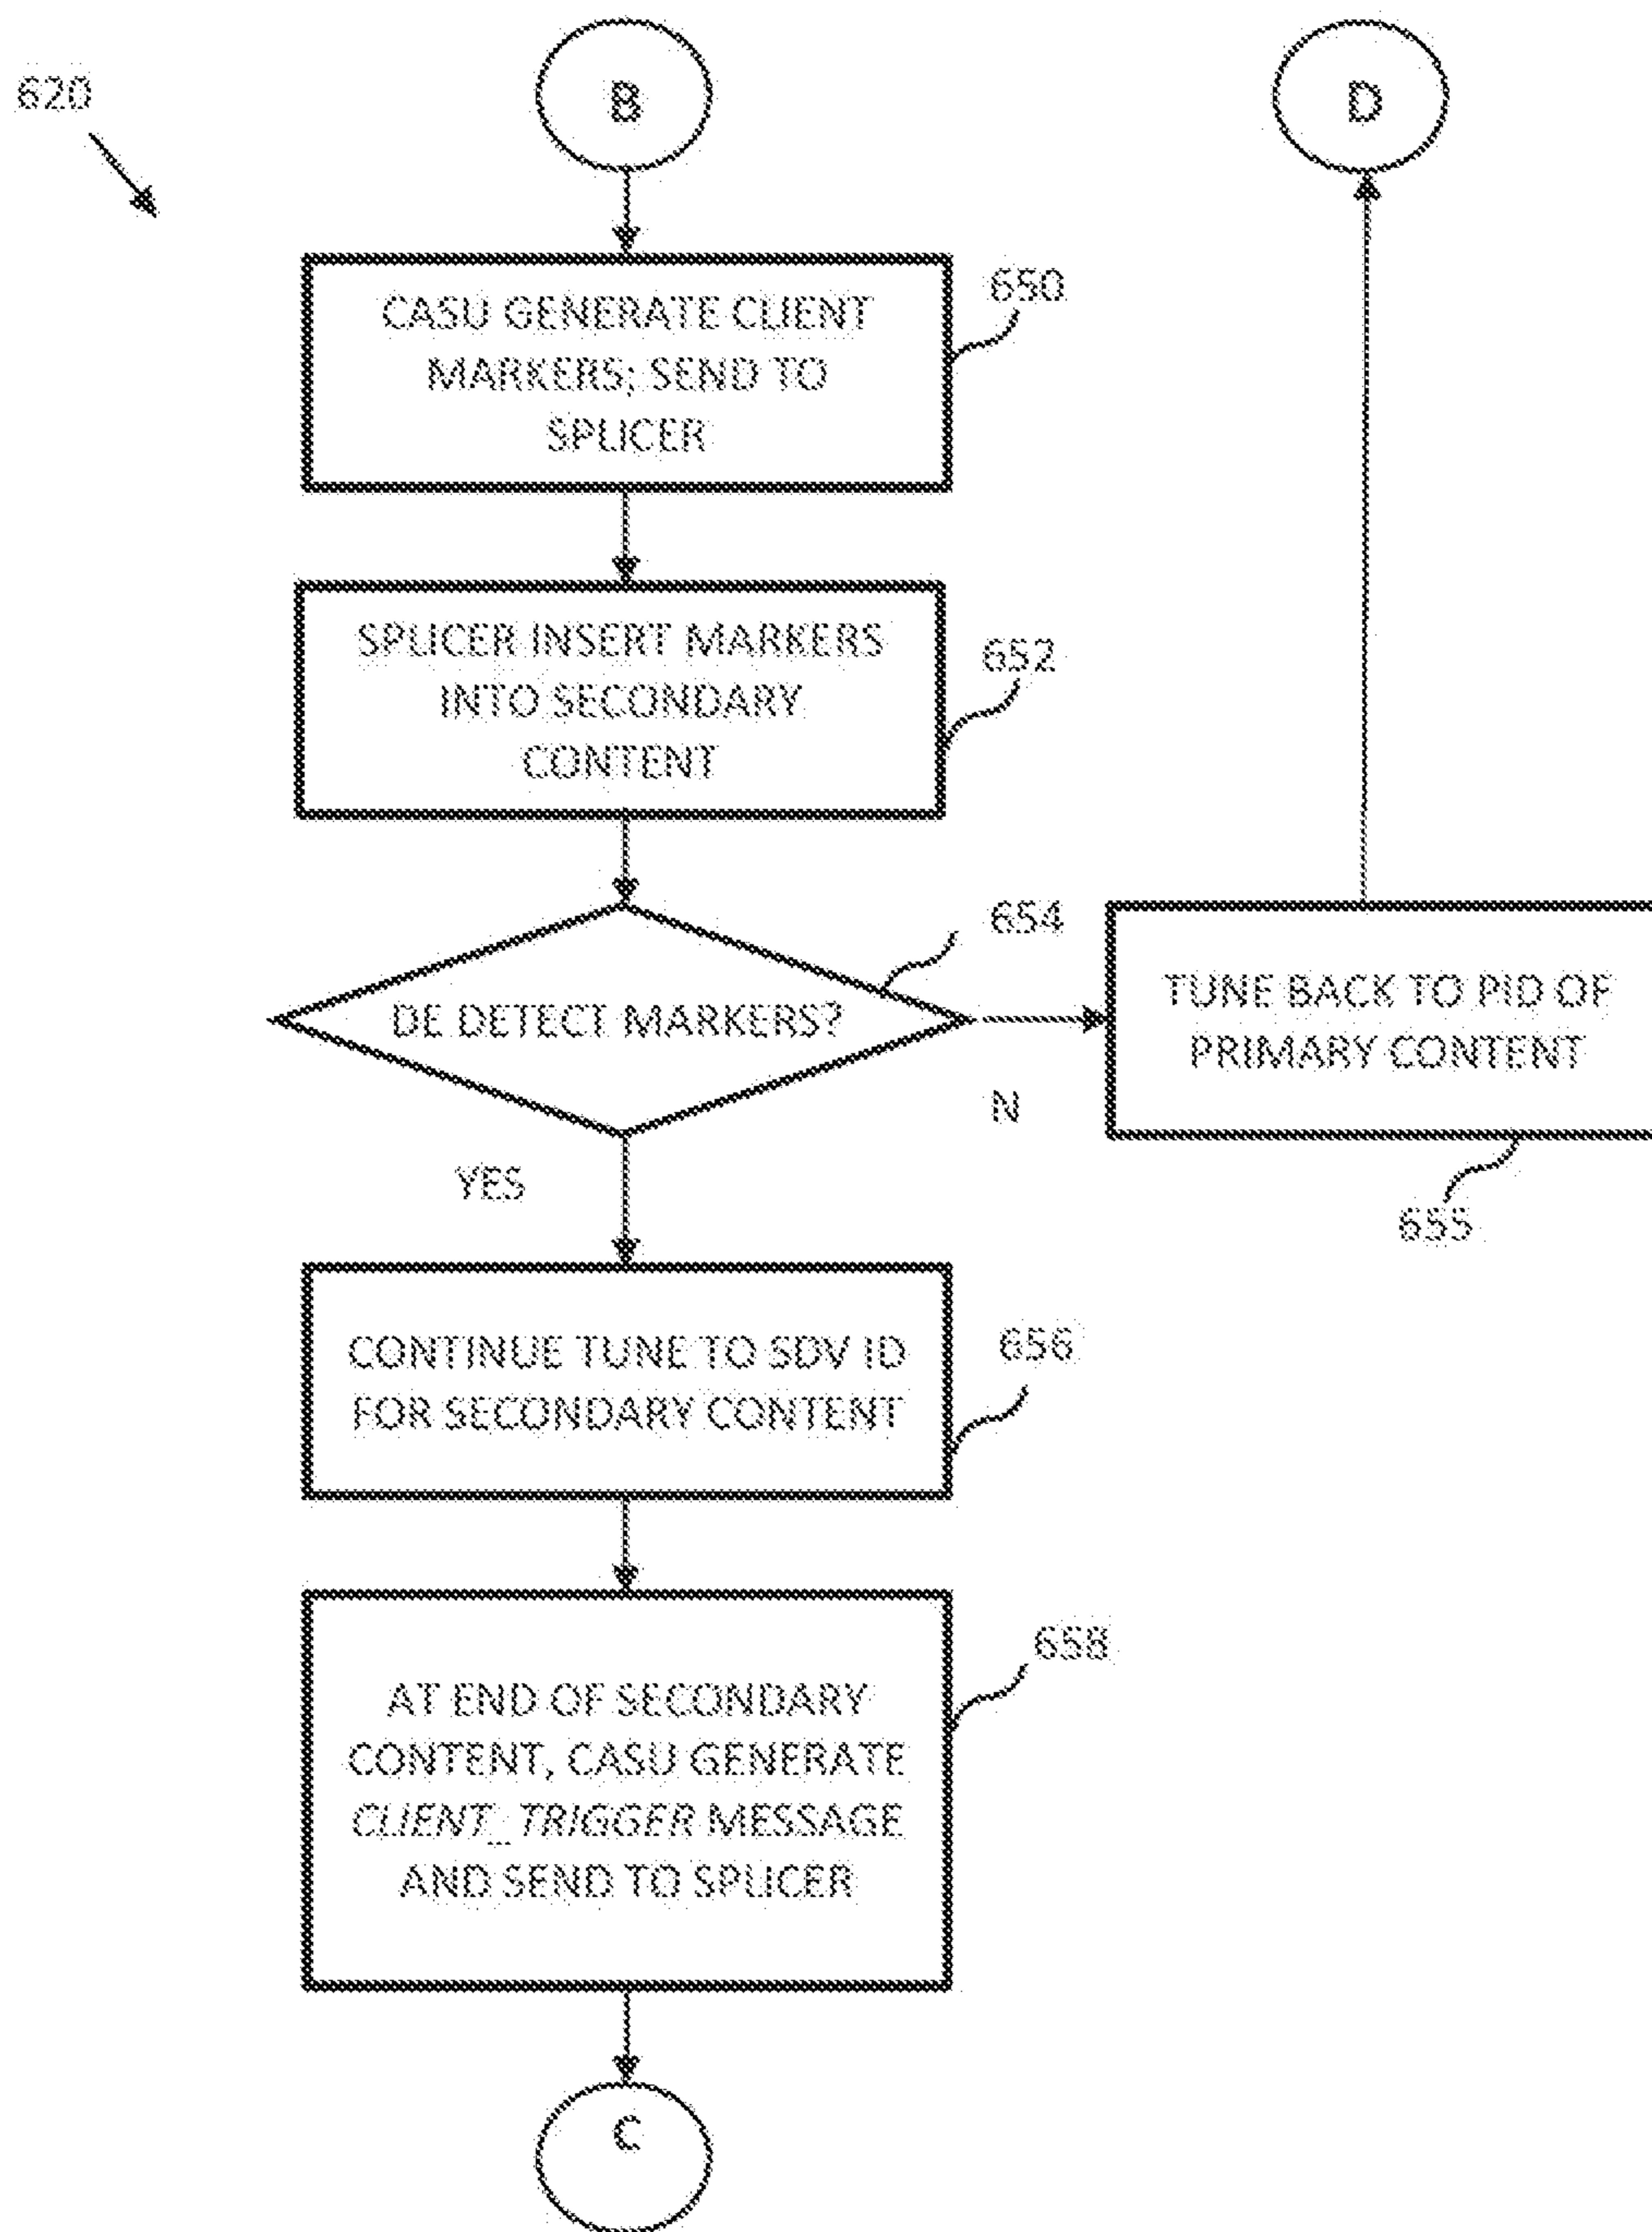 620
B
D
CASU GENERATE CLIENT
MARKERS; SEND TO
SPLICER
650
SPLICER INSERT MARKERS
INTO SECONDARY
CONTENT
652
DE DETECT MARKERS?
654
TUNE BACK TO PID OF
PRIMARY CONTENT
N
655
YES
CONTINUE TUNE TO SDV ID
FOR SECONDARY CONTENT
656
AT END OF SECONDARY
CONTENT, CASU GENERATE
CLIENT_TRIGGER MESSAGE
AND SEND TO SPLICER
658
C